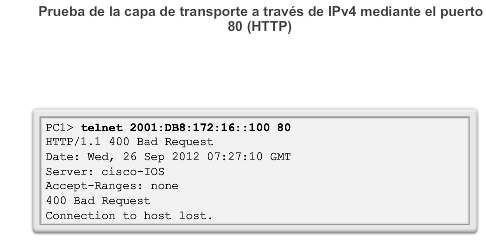 Prueba de la capa de transporte a través de IPv4 mediante el puerto
80 (HTTP)
PC1> telnet 2001:DB8:172:16::100 80
HTTP/1.1 400 Bad Request
Date: Wed, 26 Sep 2012 07:27:10 GMT
Server: cisco-IOS
Accept-Ranges: none
400 Bad Request
Connection to host lost.